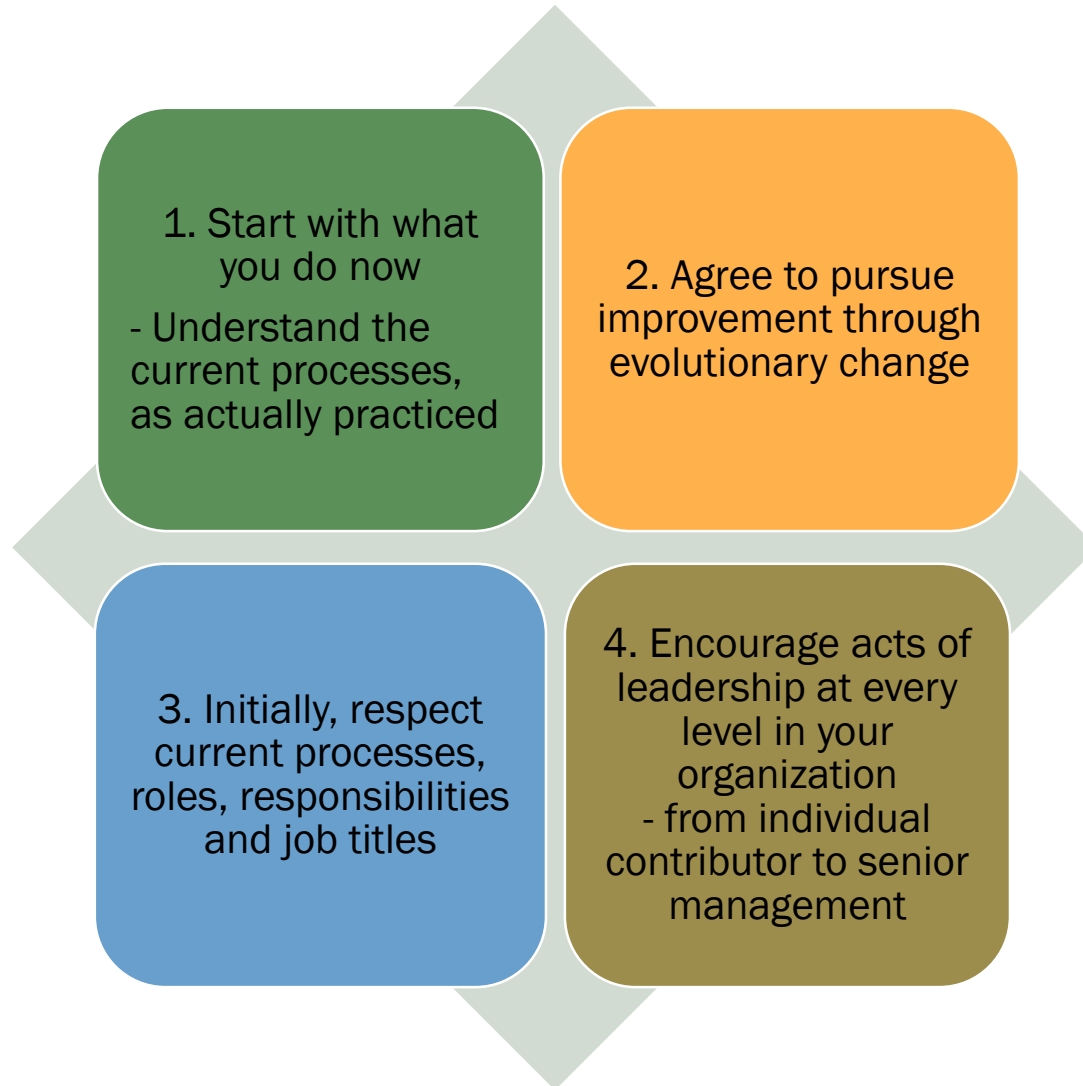 1. Start with what
you do now
- Understand the
current processes,
as actually practiced
2. Agree to pursue
improvement through
evolutionary change
3. Initially, respect
current processes,
roles, responsibilities
and job titles
4. Encourage acts of
leadership at every
level in your
organization
- from individual
contributor to senior
management